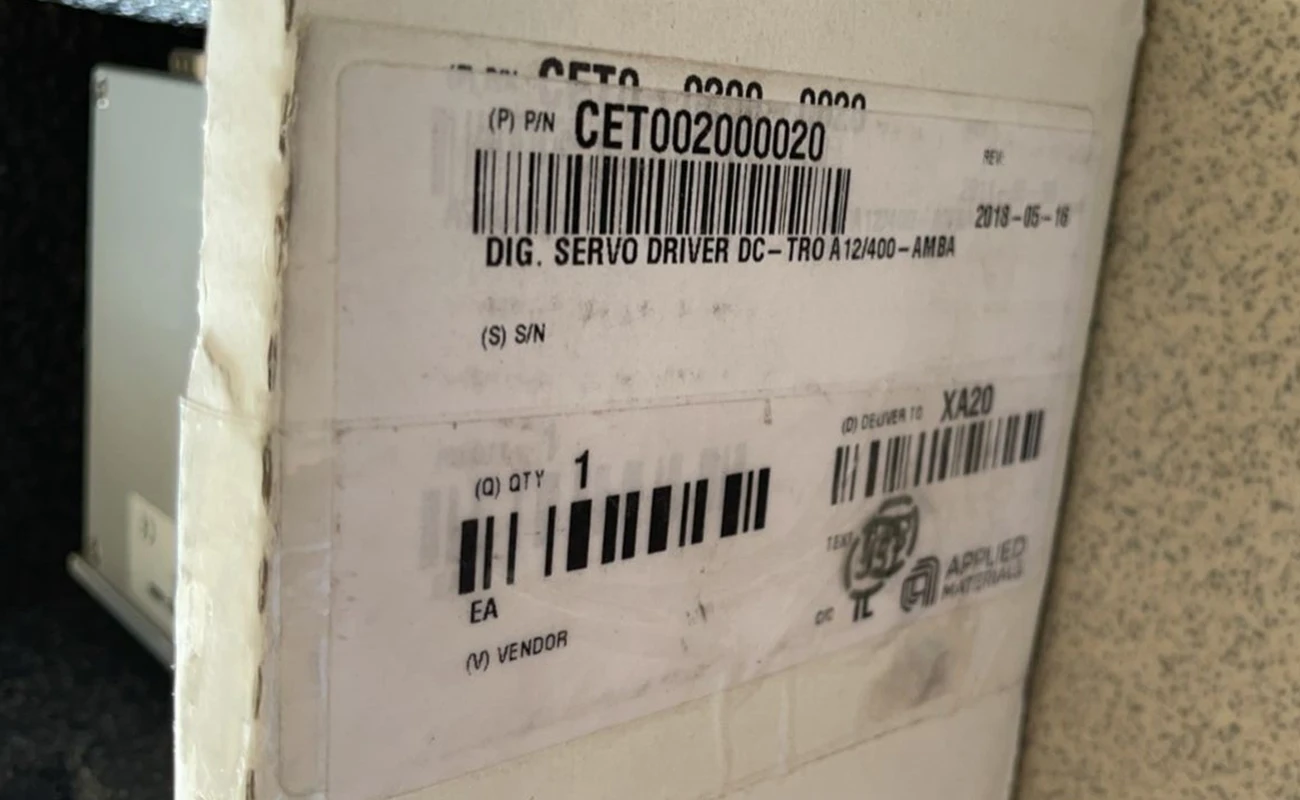 (P) P/N CET002000020
REV:
2018-05-16
DIG. SERVO DRIVER DC-TRO A12/400-AMBA
(S) S/N
(D) DELIVER TO XA20
(Q) QTY 1
EA
APPLIED
MATERIALS
(V) VENDOR